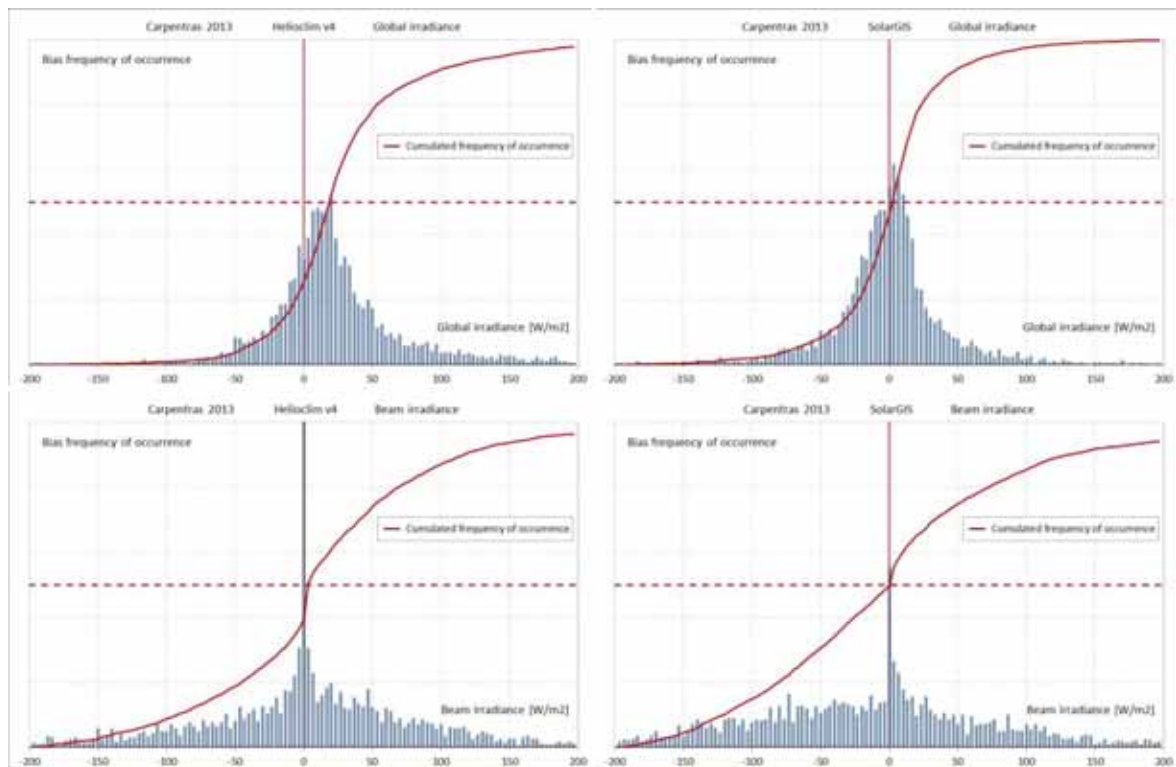 Carpentras 2013 Helioclim v4 Global irradiance
Bias frequency of occurrence
Cumulated frequency of occurrence
Global irradiance [W/m2]
-200 -150 -100 -50 0 50 100 150 200
Carpentras 2013 SolarGIS Global irradiance
Bias frequency of occurrence
Cumulated frequency of occurrence
Global irradiance [W/m2]
-200 -150 -100 -50 0 50 100 150 200
Carpentras 2013 Helioclim v4 Beam irradiance
Bias frequency of occurrence
Cumulated frequency of occurrence
Beam irradiance [W/m2]
-200 -150 -100 -50 0 50 100 150 200
Carpentras 2013 SolarGIS Beam irradiance
Bias frequency of occurrence
Cumulated frequency of occurrence
Beam irradiance [W/m2]
-200 -150 -100 -50 0 50 100 150 200